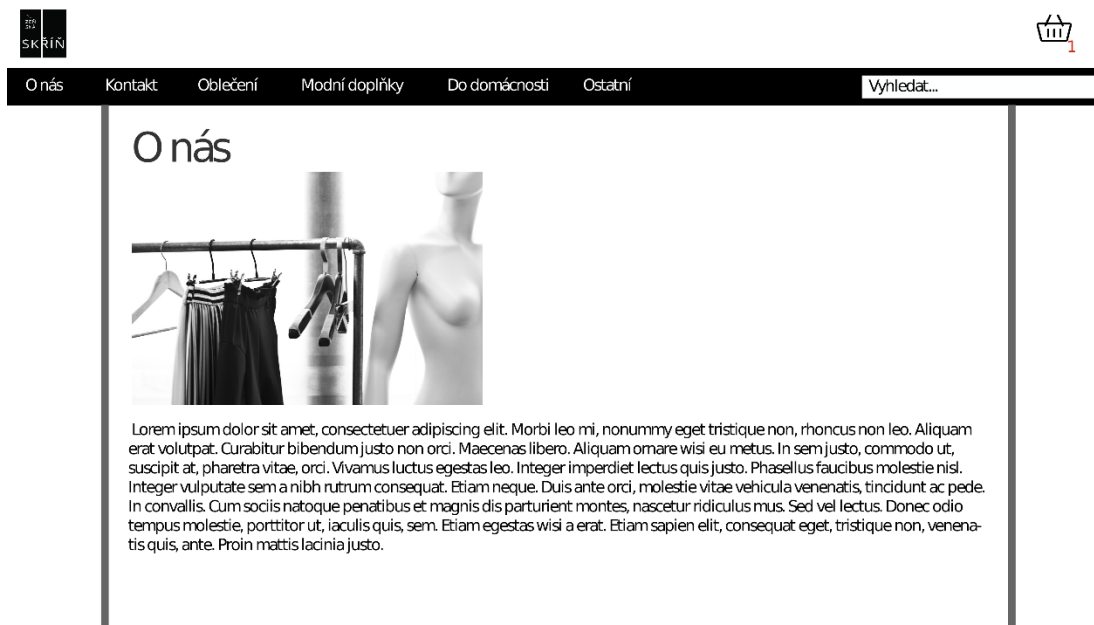 SKŘÍŇ
1
O nás Kontakt Oblečení Modní doplňky Do domácnosti Ostatní Vyhledat...
O nás
Lorem ipsum dolor sit amet, consectetuer adipiscing elit. Morbi leo mi, nonummy eget tristique non, rhoncus non leo. Aliquam
erat volutpat. Curabitur bibendum justo non orci. Maecenas libero. Aliquam ornare wisi eu metus. In sem justo, commodo ut,
suscipit at, pharetra vitae, orci. Vivamus luctus egestas leo. Integer imperdiet lectus quis justo. Phasellus faucibus molestie nisl.
Integer vulputate sem a nibh rutrum consequat. Etiam neque. Duis ante orci, molestie vitae vehicula venenatis, tincidunt ac pede.
In convallis. Cum sociis natoque penatibus et magnis dis parturient montes, nascetur ridiculus mus. Sed vel lectus. Donec odio
tempus molestie, porttitor ut, iaculis quis, sem. Etiam egestas wisi a erat. Etiam sapien elit, consequat eget, tristique non, venena-
tis quis, ante. Proin mattis lacinia justo.